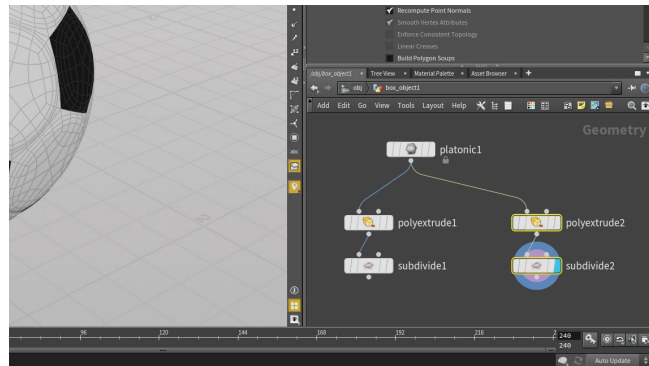 Recompute Point Normals
Smooth Vertex Attributes
Enforce Consistent Topology
Linear Creases
Build Polygon Soups
/obj/box_object1 × Tree View × Material Palette × Asset Browser × +
obj box_object1
Add Edit Go View Tools Layout Help
Geometry
platonic1
polyextrude1 polyextrude2
subdivide1 subdivide2
abc
96 120 144 168 192 216 2 240
240
Auto Update